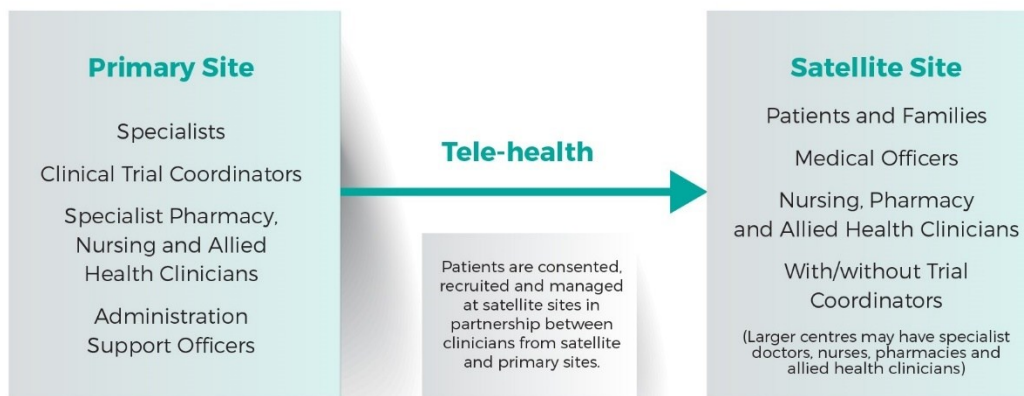 Primary Site
Specialists
Clinical Trial Coordinators
Specialist Pharmacy,
Nursing and Allied
Health Clinicians
Administration
Support Officers
Tele-health
Patients are consented,
recruited and managed
at satellite sites in
partnership between
clinicians from satellite
and primary sites.
Satellite Site
Patients and Families
Medical Officers
Nursing, Pharmacy
and Allied Health Clinicians
With/without Trial
Coordinators
(Larger centres may have specialist
doctors, nurses, pharmacies and
allied health clinicians)